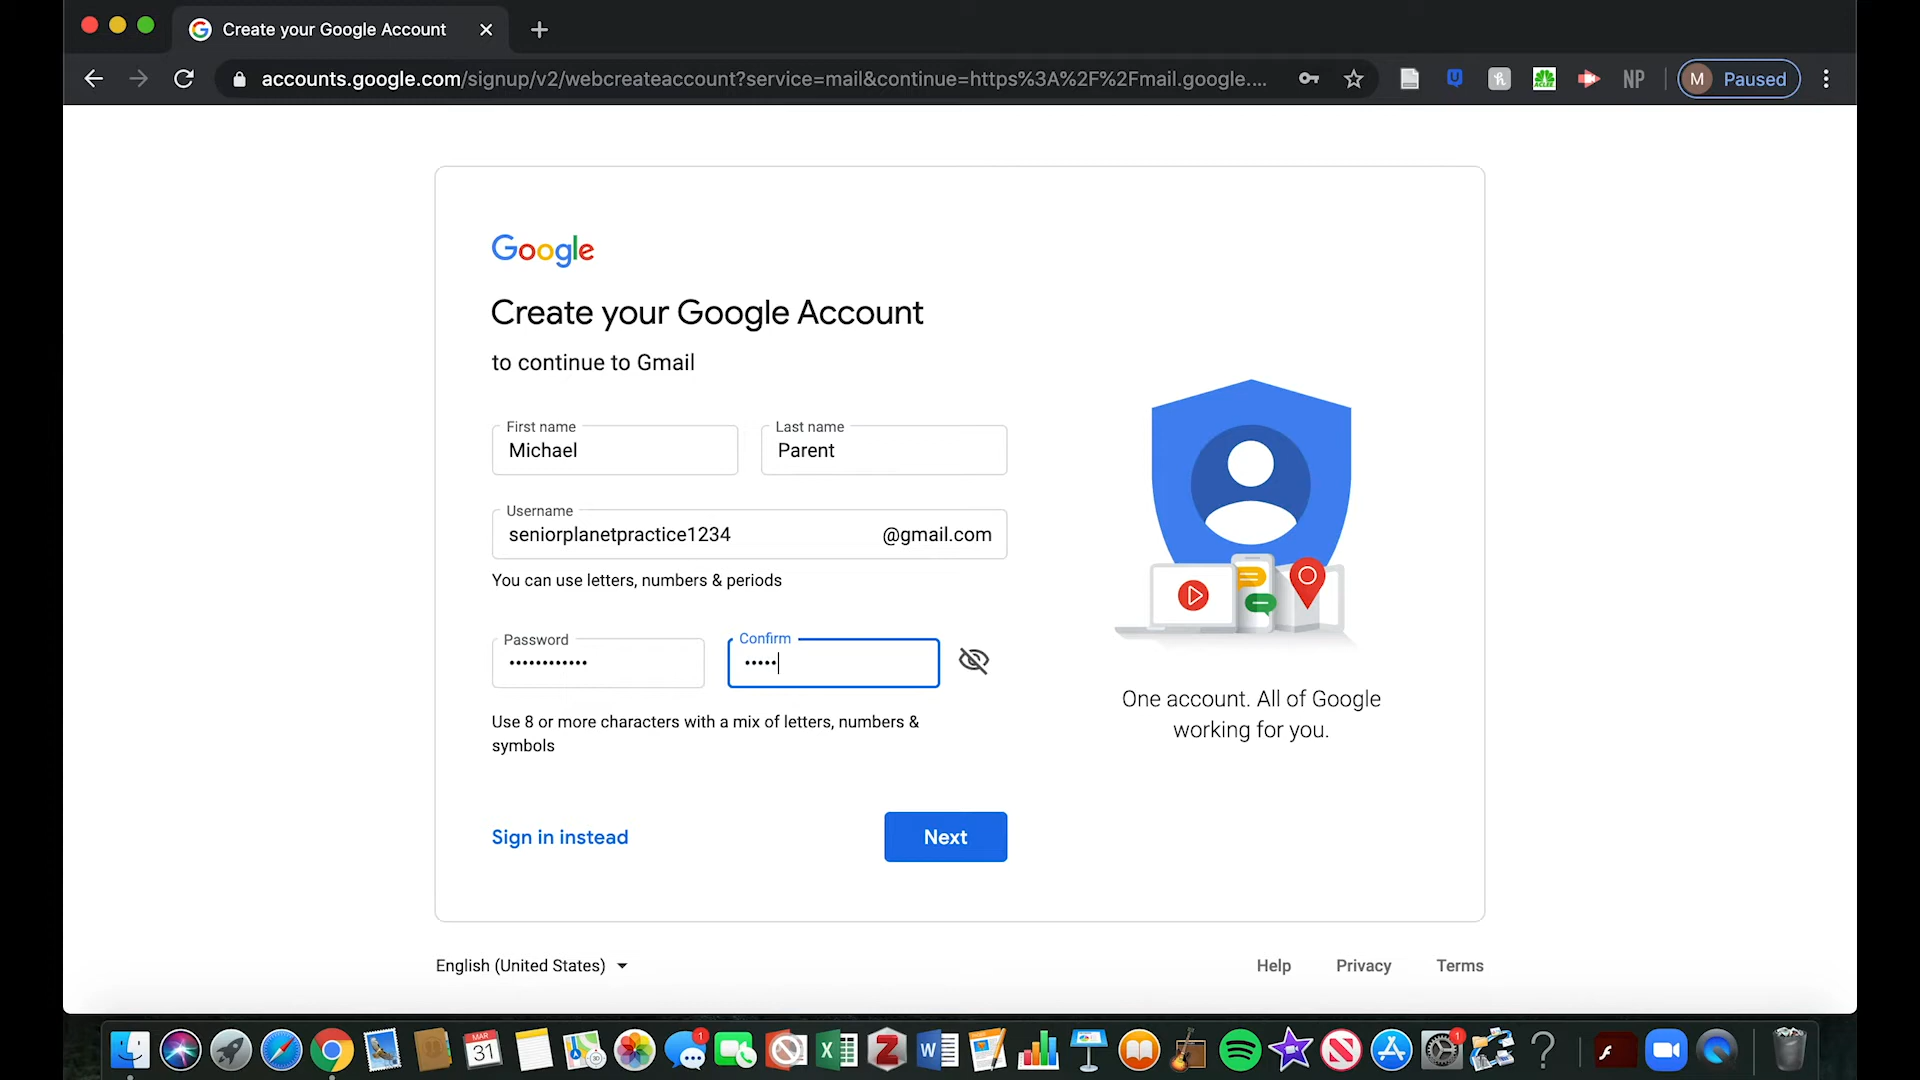 Create your Google Account
accounts.google.com/signup/v2/webcreateaccount?service=mail&continue=https%3A%2F%2Fmail.google....
NP
M Paused
Google
Create your Google Account
to continue to Gmail
First name
Michael
Last name
Parent
Username
seniorplanetpractice1234 @gmail.com
You can use letters, numbers & periods
Password
••••••••••••
Confirm
•••••
Use 8 or more characters with a mix of letters, numbers &
symbols
Sign in instead
Next
One account. All of Google
working for you.
English (United States)
Help
Privacy
Terms
MAR
31
1
1